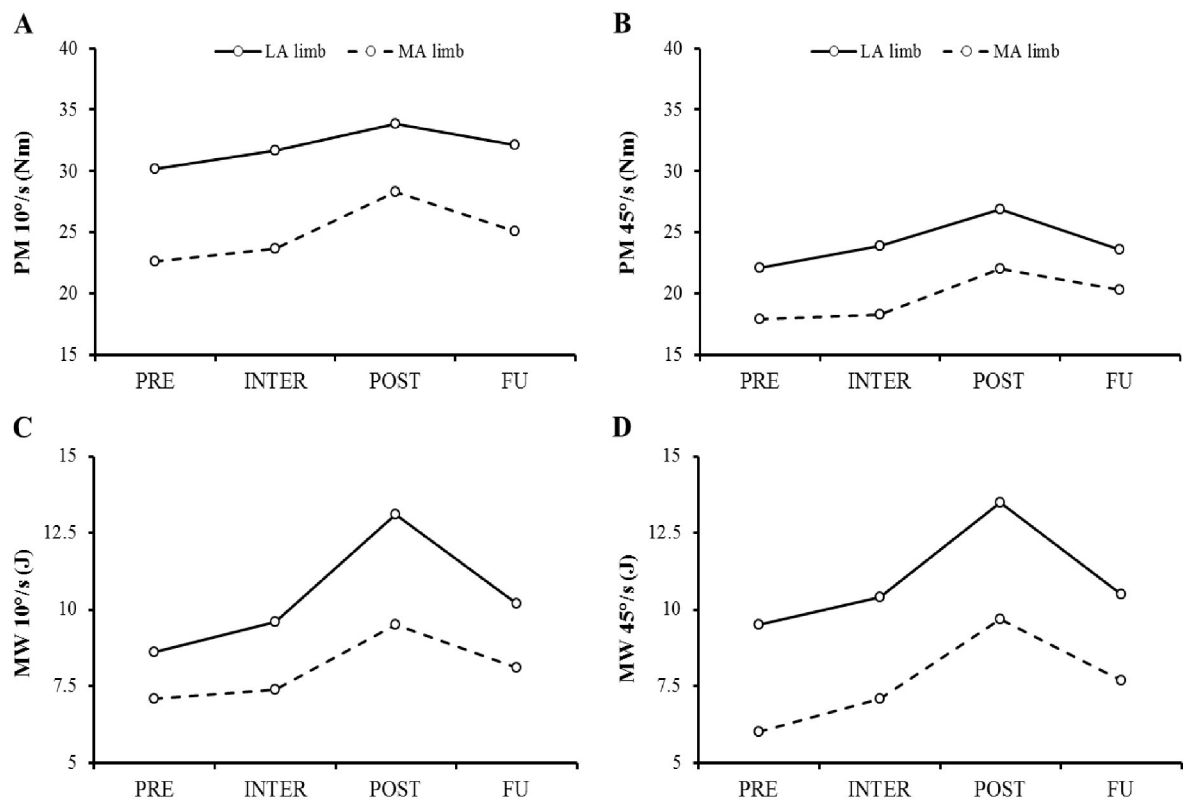 A
LA limb
MA limb
PM 10°/s (Nm)
40
35
30
25
20
15
PRE
INTER
POST
FU
B
LA limb
MA limb
PM 45°/s (Nm)
40
35
30
25
20
15
PRE
INTER
POST
FU
C
MW 10°/s (J)
15
12.5
10
7.5
5
PRE
INTER
POST
FU
D
MW 45°/s (J)
15
12.5
10
7.5
5
PRE
INTER
POST
FU